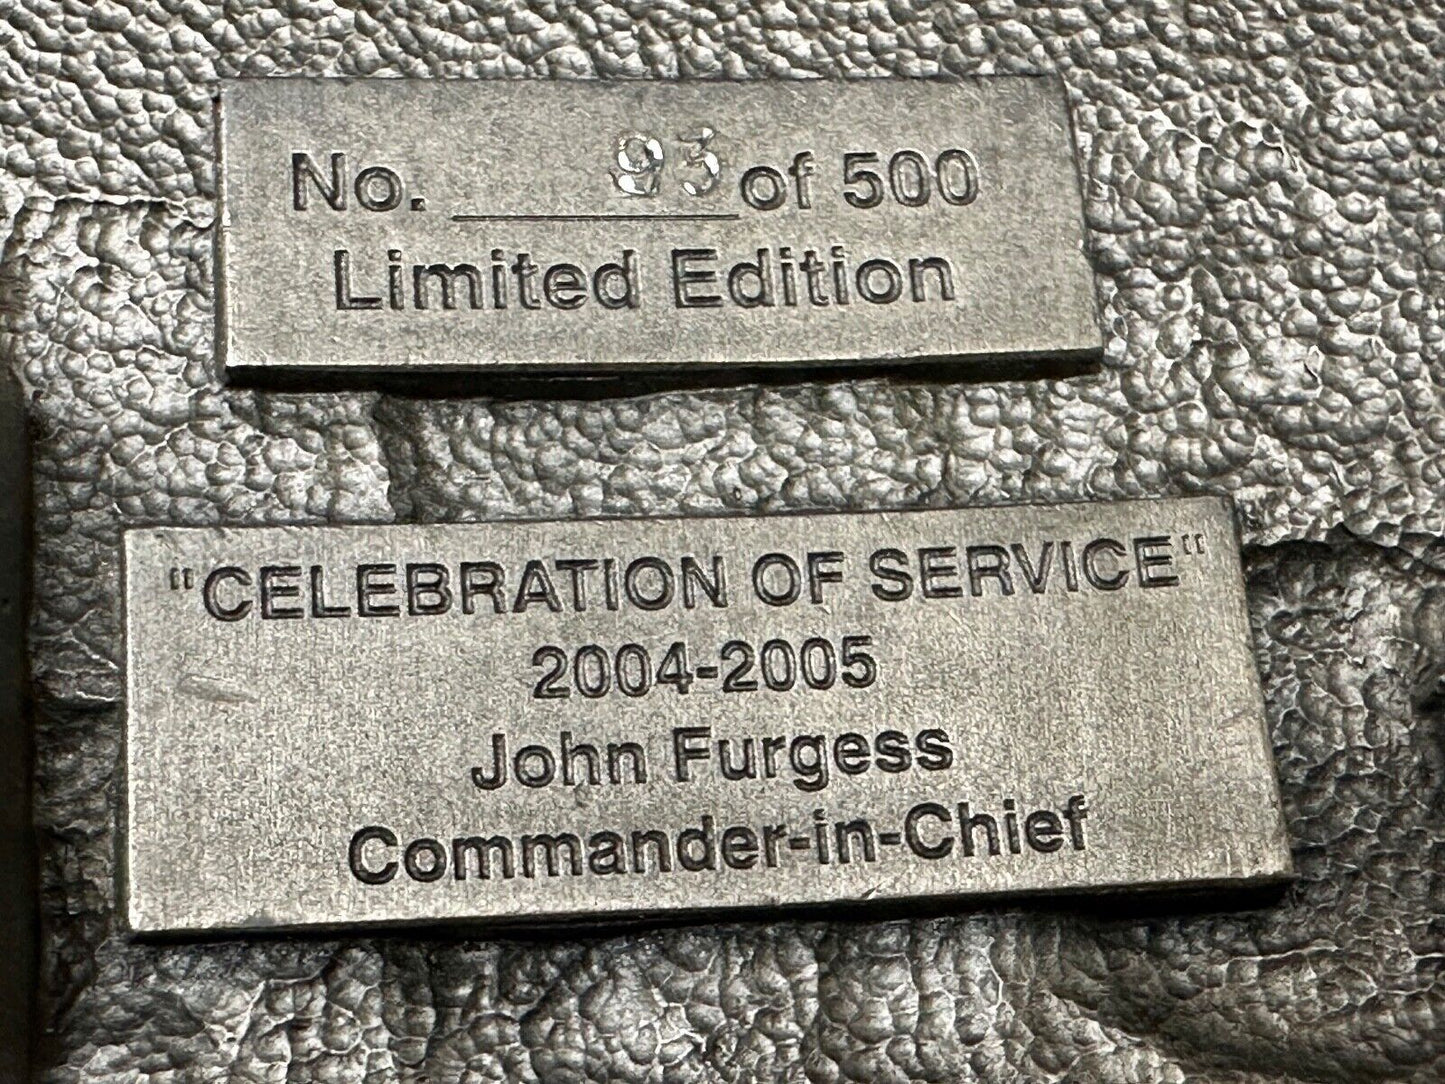 No. 93 of 500
Limited Edition
"CELEBRATION OF SERVICE"
2004-2005
John Furgess
Commander-in-Chief